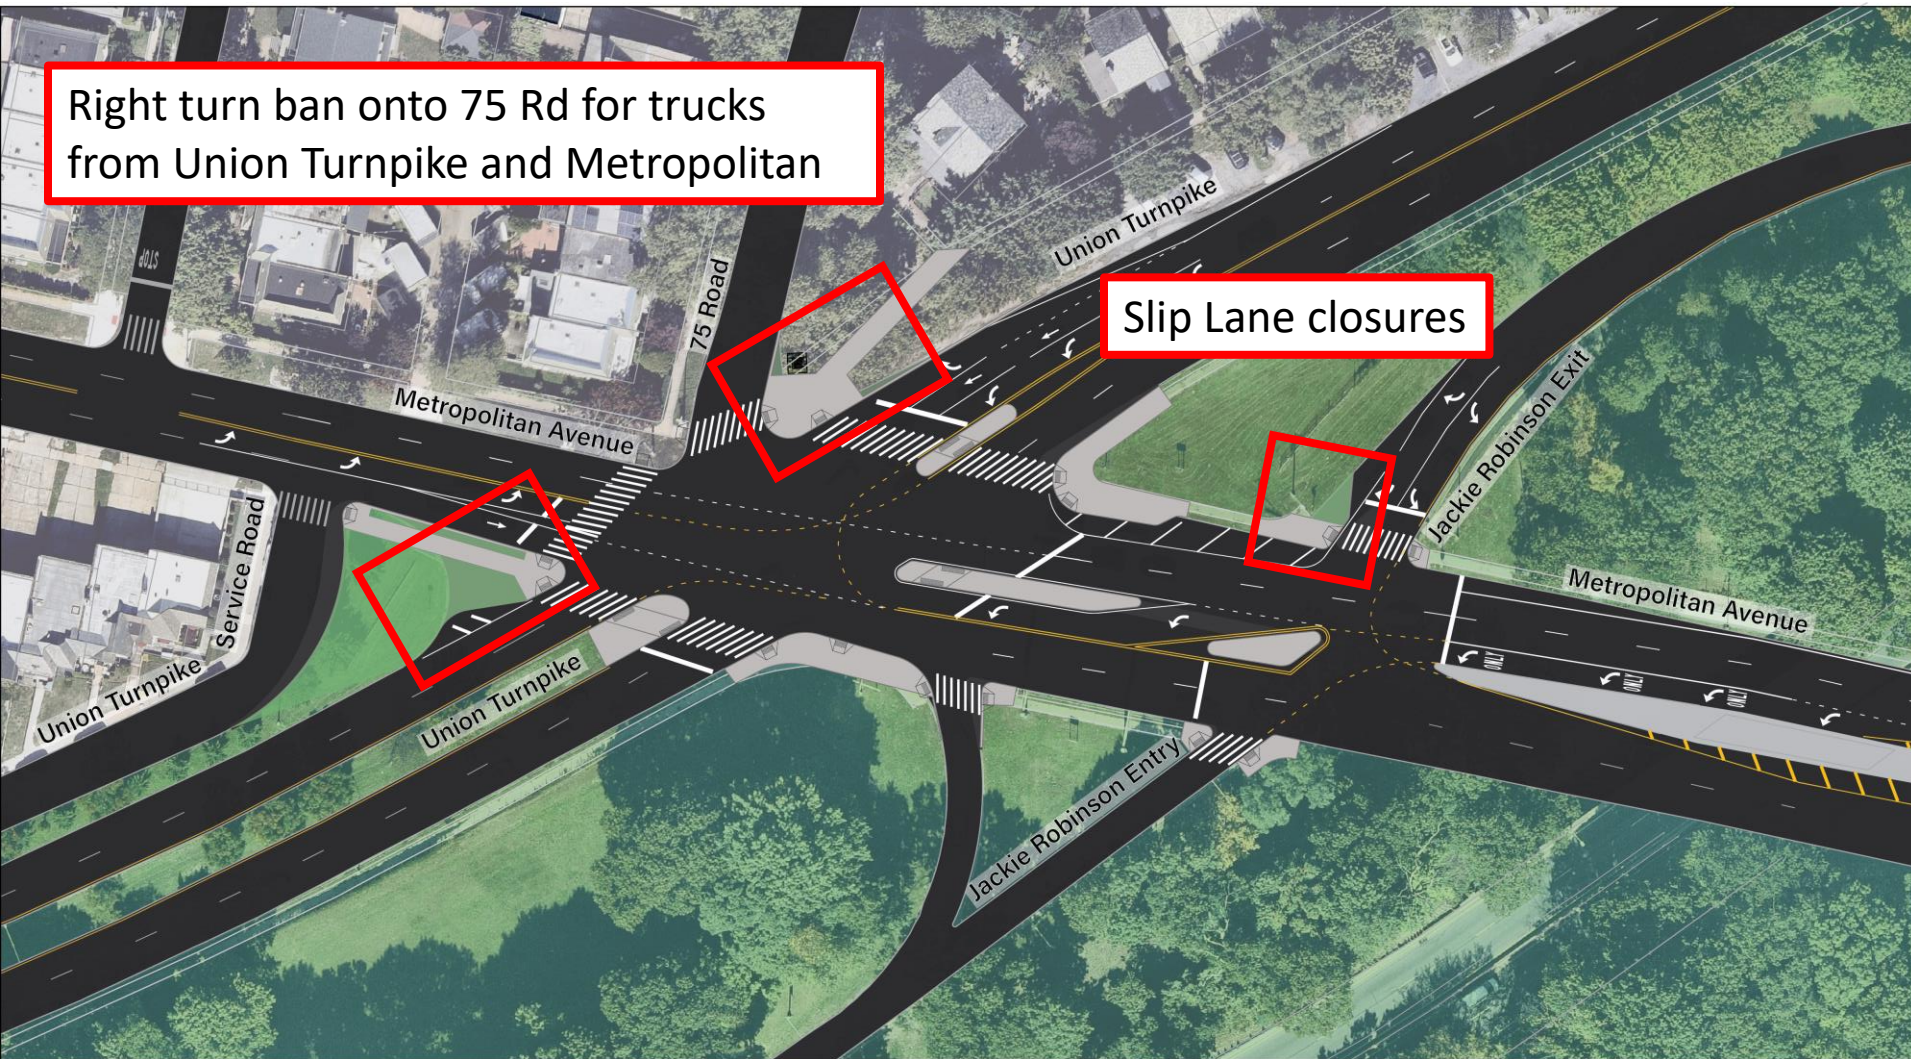 Right turn ban onto 75 Rd for trucks
from Union Turnpike and Metropolitan
STOP
75 Road
Union Turnpike
Slip Lane closures
Metropolitan Avenue
Jackie Robinson Exit
Service Road
Metropolitan Avenue
ONLY
ONLY
ONLY
Union Turnpike
Union Turnpike
Jackie Robinson Entry